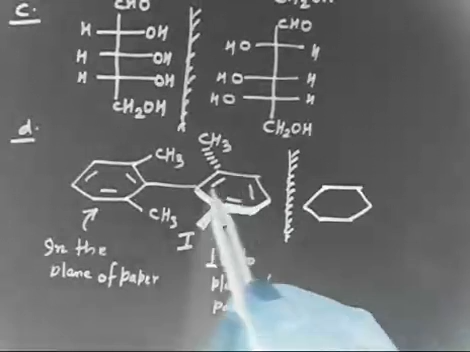 c.
CHO
H OH
H OH
H OH
CH2OH
CHO
HO H
HO H
HO H
CH2OH
d.
CH3
CH3
CH3
I
In the
plane of paper